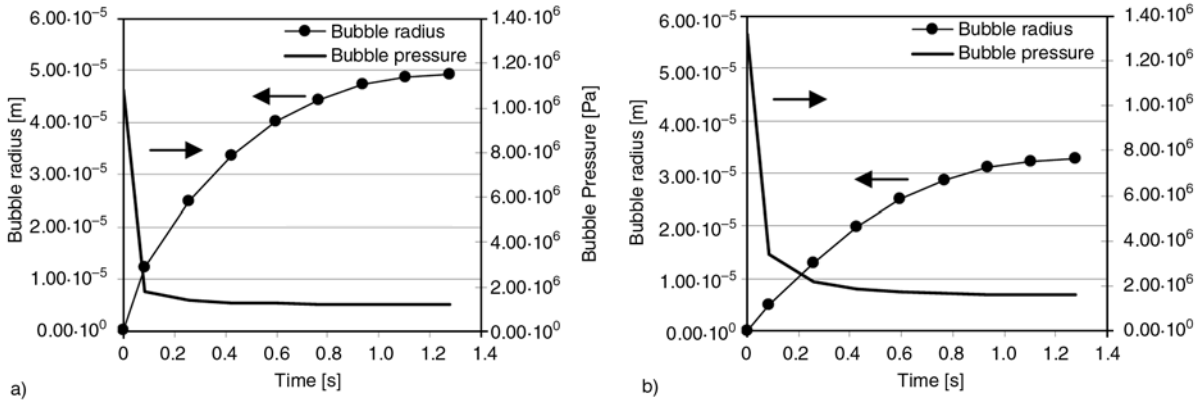 6.00·10⁻⁵
5.00·10⁻⁵
4.00·10⁻⁵
3.00·10⁻⁵
2.00·10⁻⁵
1.00·10⁻⁵
0.00·10⁰
Bubble radius [m]
Bubble radius
Bubble pressure
1.40·10⁶
1.20·10⁶
1.00·10⁶
8.00·10⁶
6.00·10⁶
4.00·10⁶
2.00·10⁶
0.00·10⁰
Bubble Pressure [Pa]
0 0.2 0.4 0.6 0.8 1.0 1.2 1.4
Time [s]
a)
6.00·10⁻⁵
5.00·10⁻⁵
4.00·10⁻⁵
3.00·10⁻⁵
2.00·10⁻⁵
1.00·10⁻⁵
0.00·10⁰
Bubble radius [m]
Bubble radius
Bubble pressure
1.40·10⁶
1.20·10⁶
1.00·10⁶
8.00·10⁶
6.00·10⁶
4.00·10⁶
2.00·10⁶
0.00·10⁰
0 0.2 0.4 0.6 0.8 1.0 1.2 1.4
Time [s]
b)